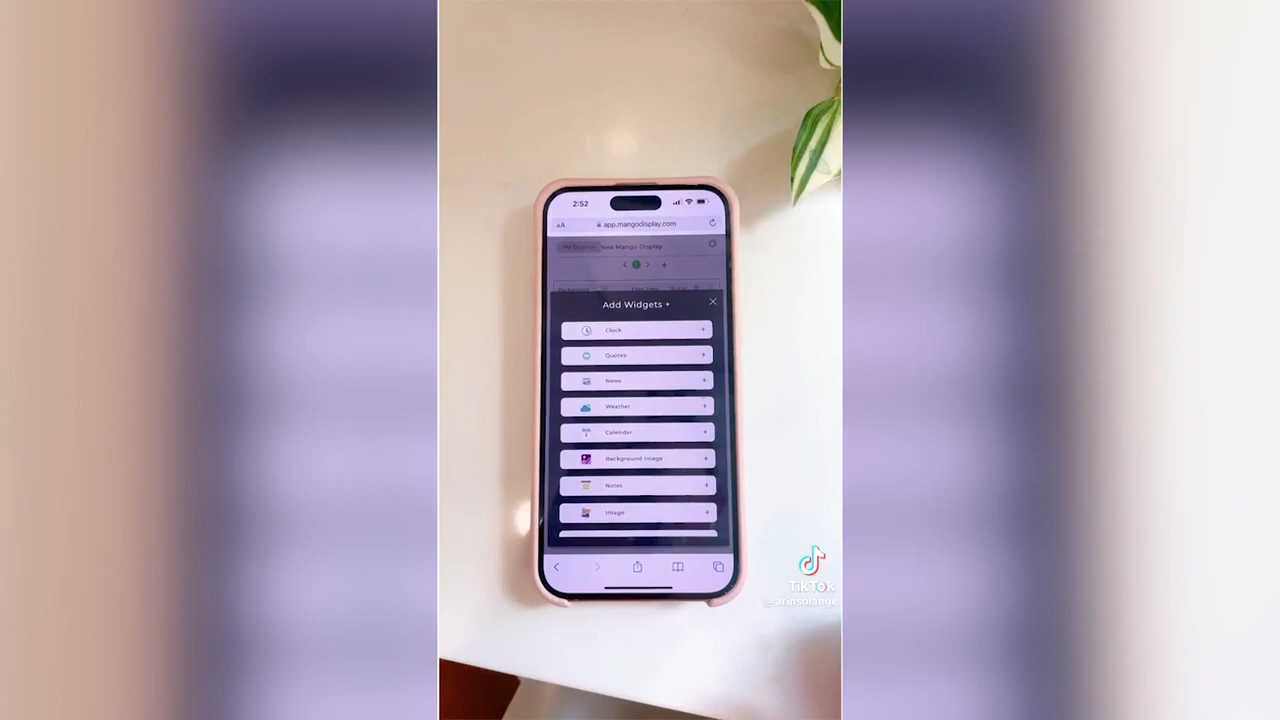 2:52
AA
app.mangodisplay.com
New Mango Display
Add Widgets +
Clock
Quotes
News
Weather
Calendar
Background Image
Notes
Image
TikTok
@arinsolange